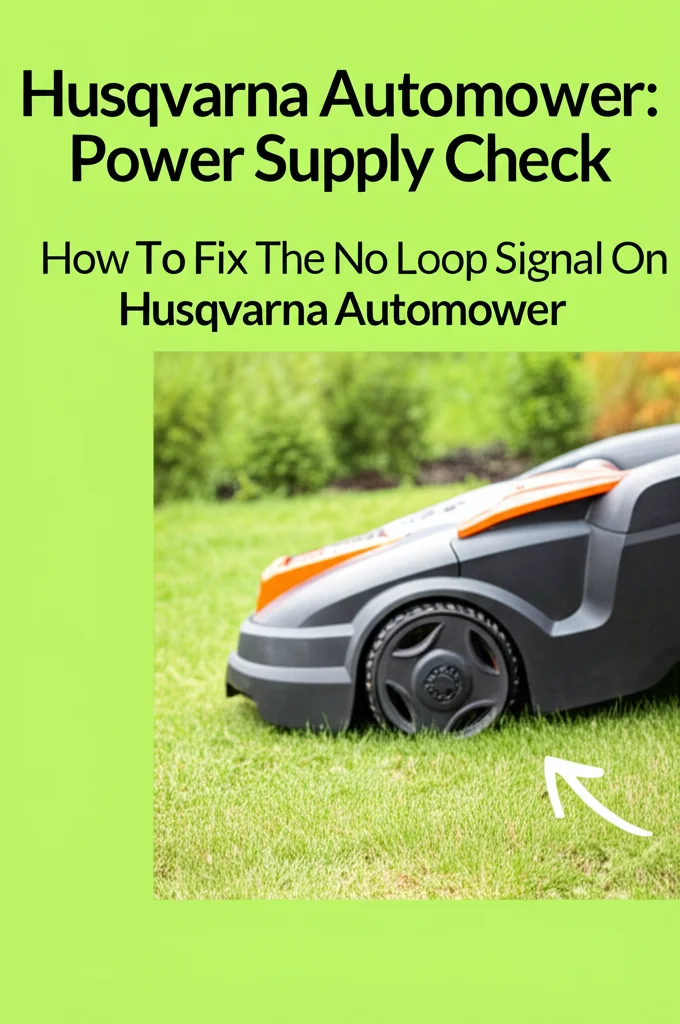 Husqvarna Automower:
Power Supply Check
How To Fix The No Loop Signal On
Husqvarna Automower